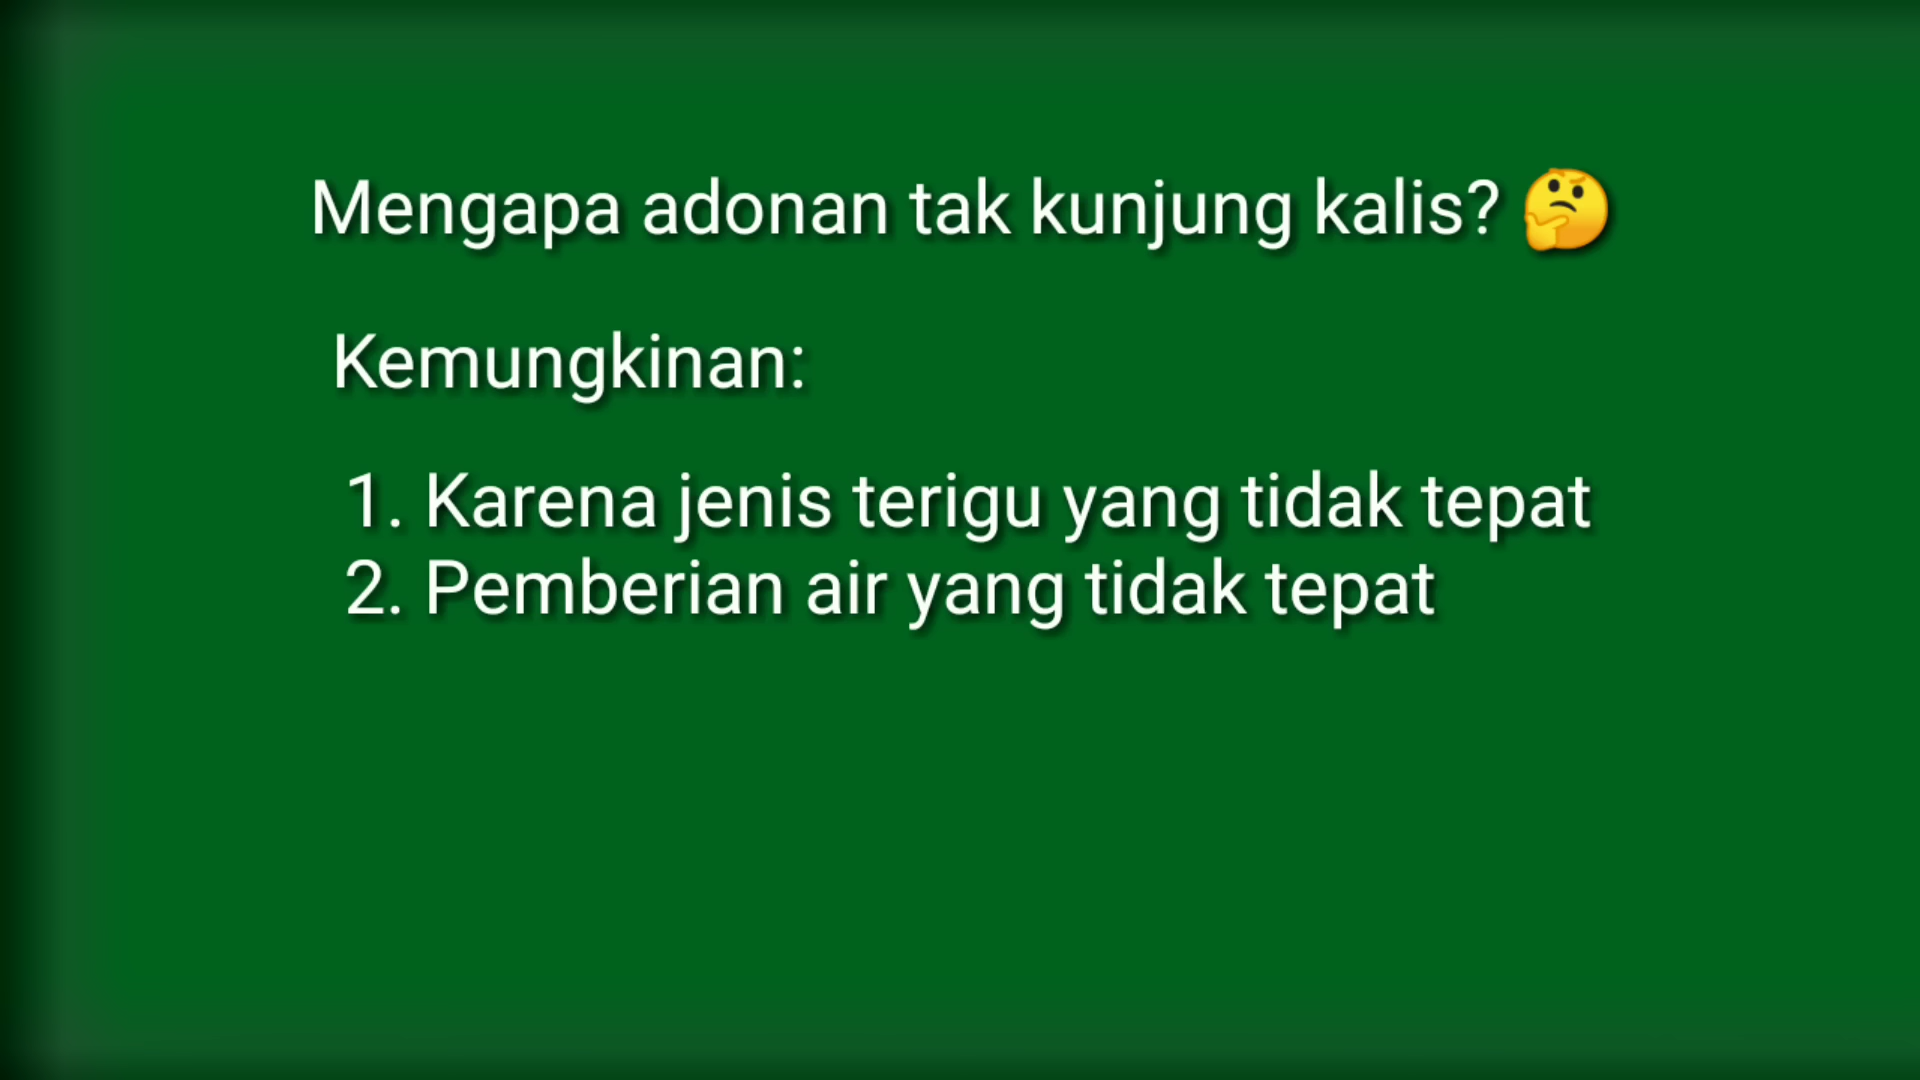 Mengapa adonan tak kunjung kalis? 🤔
Kemungkinan:
1. Karena jenis terigu yang tidak tepat
2. Pemberian air yang tidak tepat